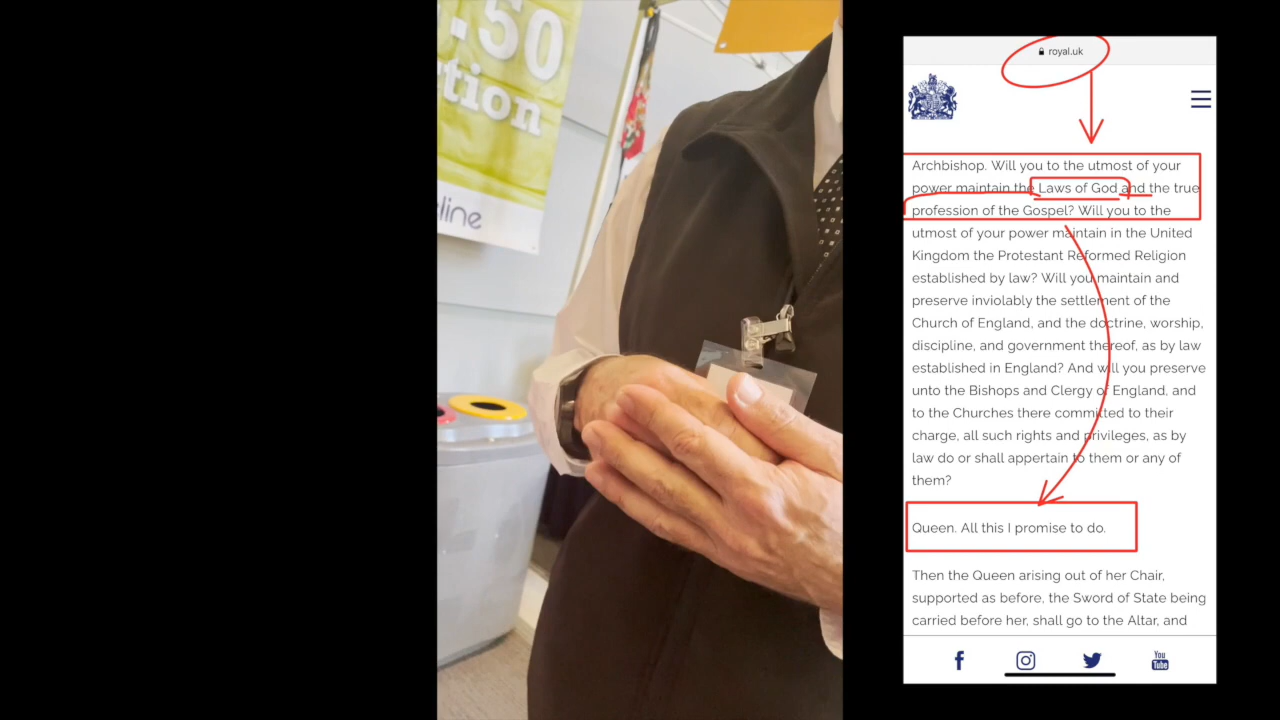 .50
tion
eline
royal.uk
Archbishop. Will you to the utmost of your
power maintain the Laws of God and the true
profession of the Gospel? Will you to the
utmost of your power maintain in the United
Kingdom the Protestant Reformed Religion
established by law? Will you maintain and
preserve inviolably the settlement of the
Church of England, and the doctrine, worship,
discipline, and government thereof, as by law
established in England? And will you preserve
unto the Bishops and Clergy of England, and
to the Churches there committed to their
charge, all such rights and privileges, as by
law do or shall appertain to them or any of
them?
Queen. All this I promise to do.
Then the Queen arising out of her Chair,
supported as before, the Sword of State being
carried before her, shall go to the Altar, and
You
Tube